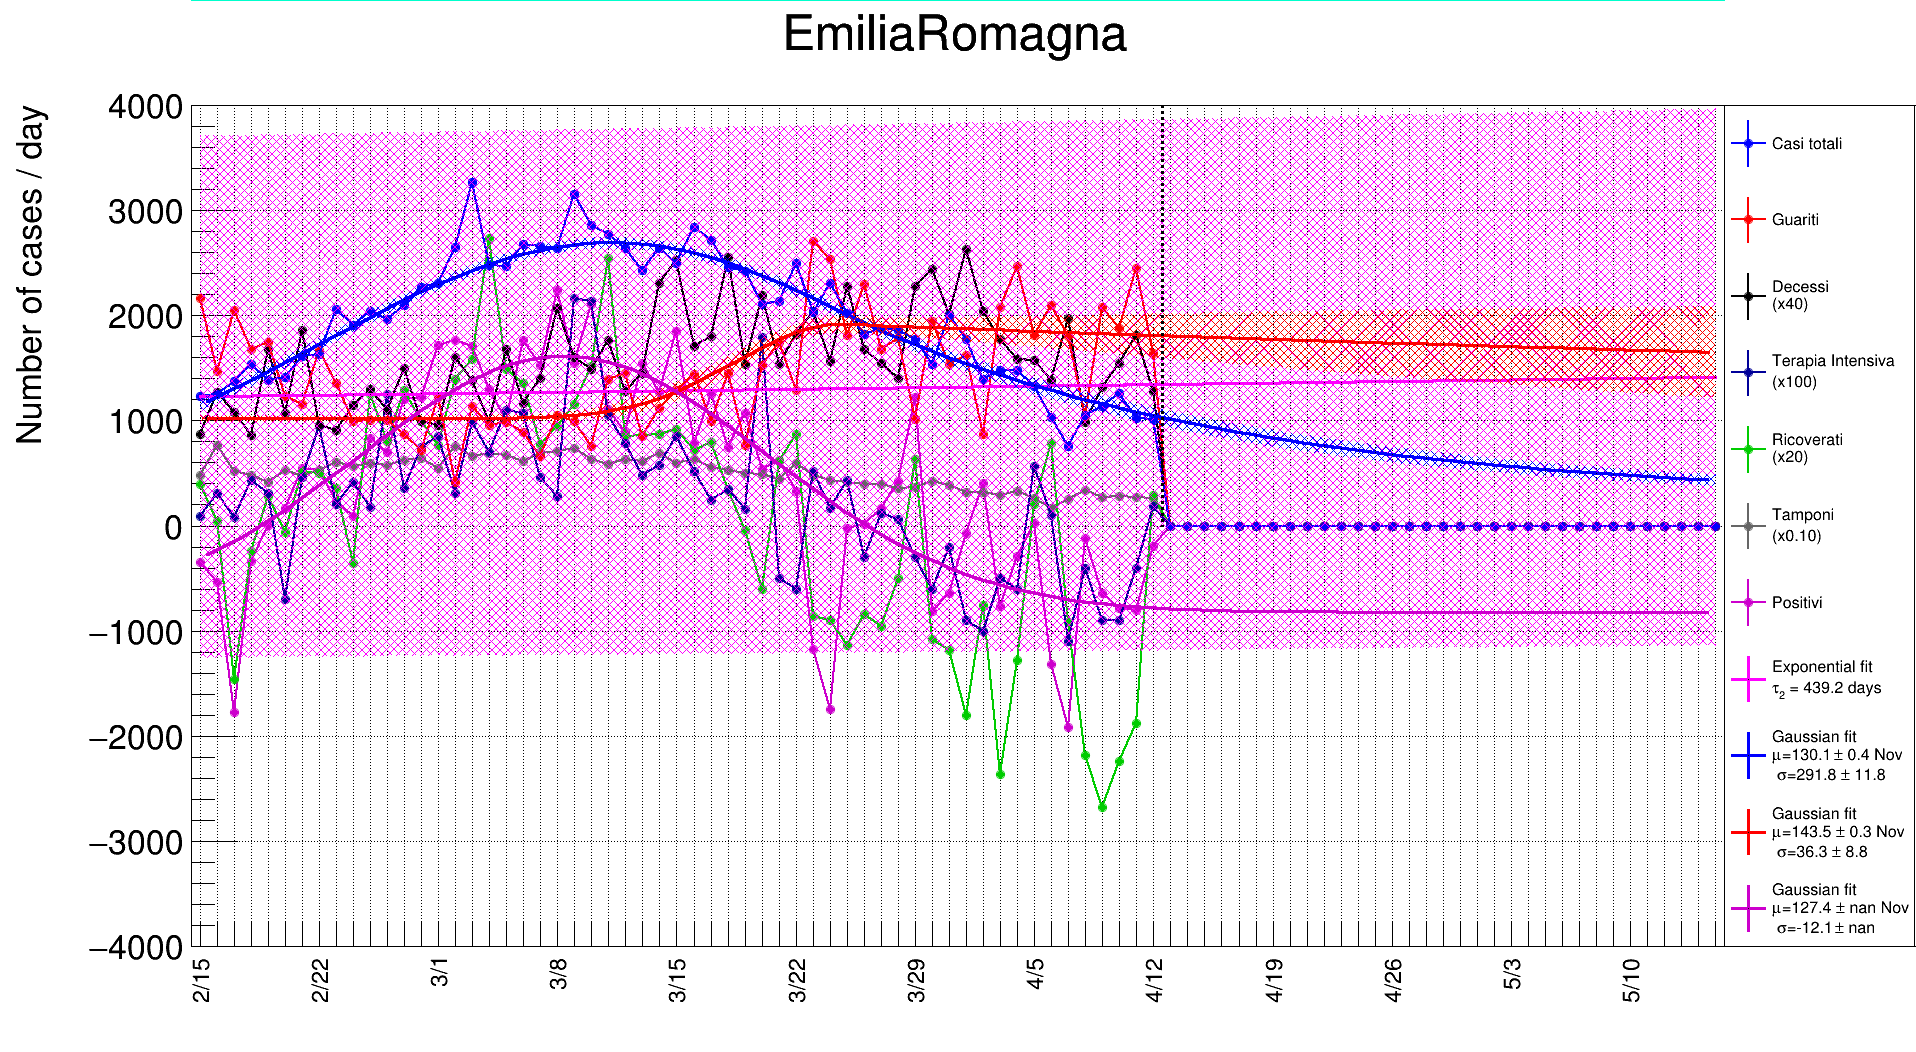 EmiliaRomagna
Number of cases / day
4000
3000
2000
1000
0
−1000
−2000
−3000
−4000
2/15
2/22
3/1
3/8
3/15
3/22
3/29
4/5
4/12
4/19
4/26
5/3
5/10
Casi totali
Guariti
Decessi
(x40)
Terapia Intensiva
(x100)
Ricoverati
(x20)
Tamponi
(x0.10)
Positivi
Exponential fit
τ2 = 439.2 days
Gaussian fit
μ=130.1 ± 0.4 Nov
σ=291.8 ± 11.8
Gaussian fit
μ=143.5 ± 0.3 Nov
σ=36.3 ± 8.8
Gaussian fit
μ=127.4 ± nan Nov
σ=-12.1 ± nan